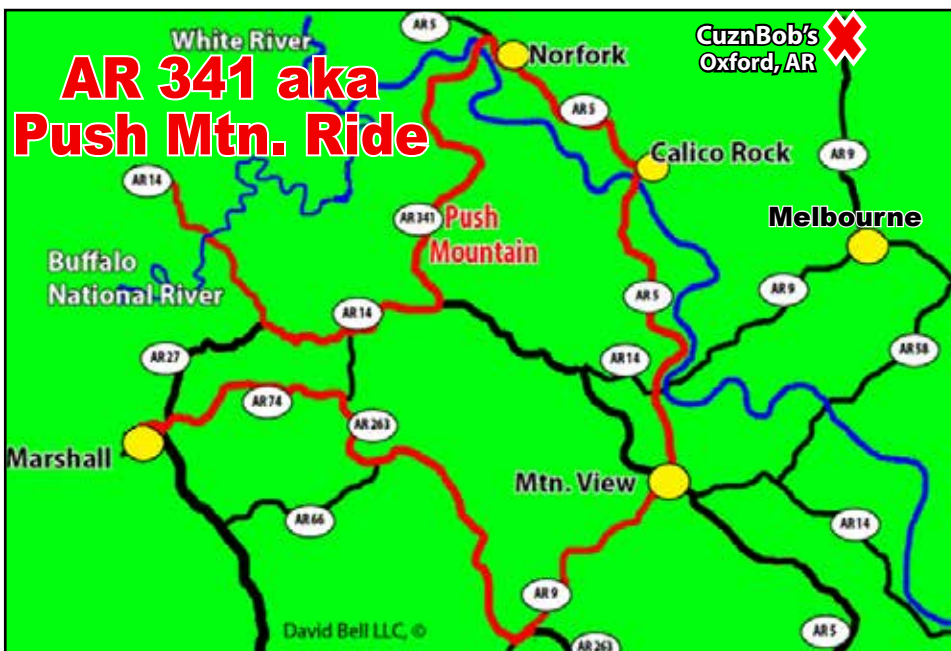 AR 5
White River
CuznBob's
Oxford, AR
AR 341 aka
Push Mtn. Ride
Norfork
AR 5
Calico Rock
AR 9
AR 14
AR 341
Push
Mountain
Melbourne
Buffalo
National River
AR 5
AR 9
AR 14
AR 27
AR 14
AR 58
AR 74
AR 263
Marshall
Mtn. View
AR 66
AR 14
AR 9
David Bell LLC, ©
AR 263
AR 5